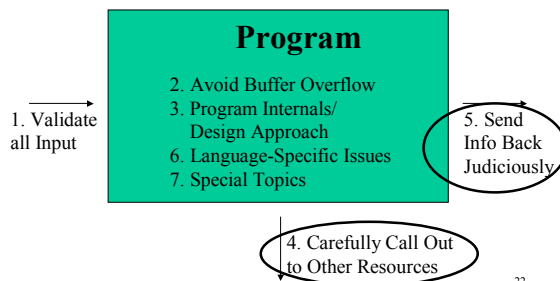 Program
2. Avoid Buffer Overflow
3. Program Internals/
Design Approach
6. Language-Specific Issues
7. Special Topics
1. Validate
all Input
5. Send
Info Back
Judiciously
4. Carefully Call Out
to Other Resources
22